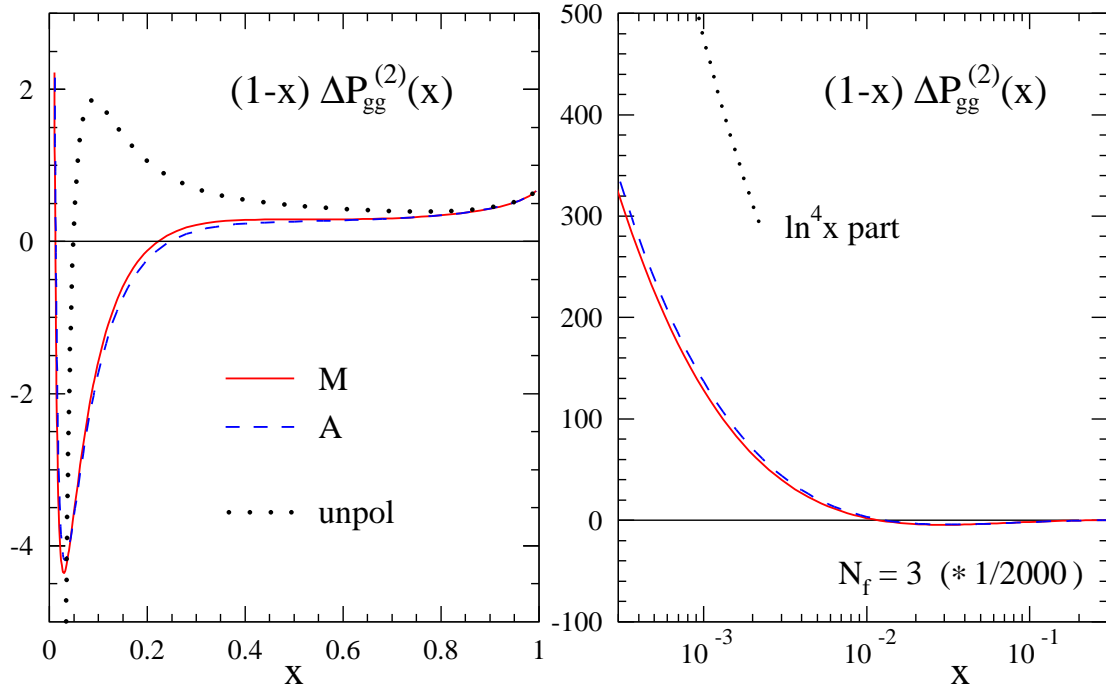 (1-x) ΔP_gg^(2)(x)
2
0
-2
-4
M
A
unpol
0 0.2 0.4 0.6 0.8 1
x
(1-x) ΔP_gg^(2)(x)
500
400
300
200
100
0
-100
ln^4x part
N_f = 3 (* 1/2000)
10^-3 10^-2 10^-1
x